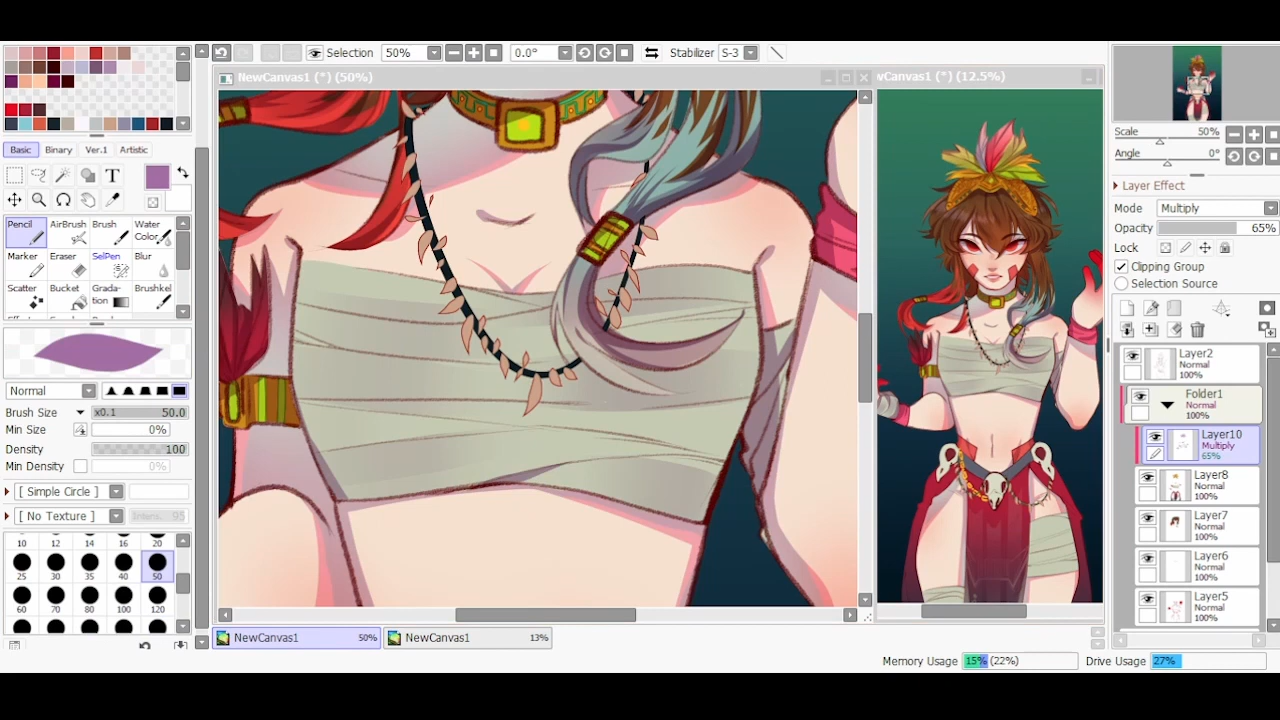 Selection 50% 0.0° Stabilizer S-3
NewCanvas1 (*) (50%)
wCanvas1 (*) (12.5%)
Basic Binary Ver.1 Artistic
T
Pencil AirBrush Brush Water Color
Marker Eraser SelPen Blur
Scatter Bucket Grada-tion Brushkel
Normal
Brush Size x0.1 50.0
Min Size 0%
Density 100
Min Density 0%
[ Simple Circle ]
[ No Texture ] Intens. 95
10 12 14 16 20
25 30 35 40 50
60 70 80 100 120
NewCanvas1 50%
NewCanvas1 13%
Scale 50%
Angle 0°
Layer Effect
Mode Multiply
Opacity 65%
Lock
Clipping Group
Selection Source
Layer2
Normal
100%
Folder1
Normal
100%
Layer10
Multiply
65%
Layer8
Normal
100%
Layer7
Normal
100%
Layer6
Normal
100%
Layer5
Normal
100%
Memory Usage 15% (22%) Drive Usage 27%